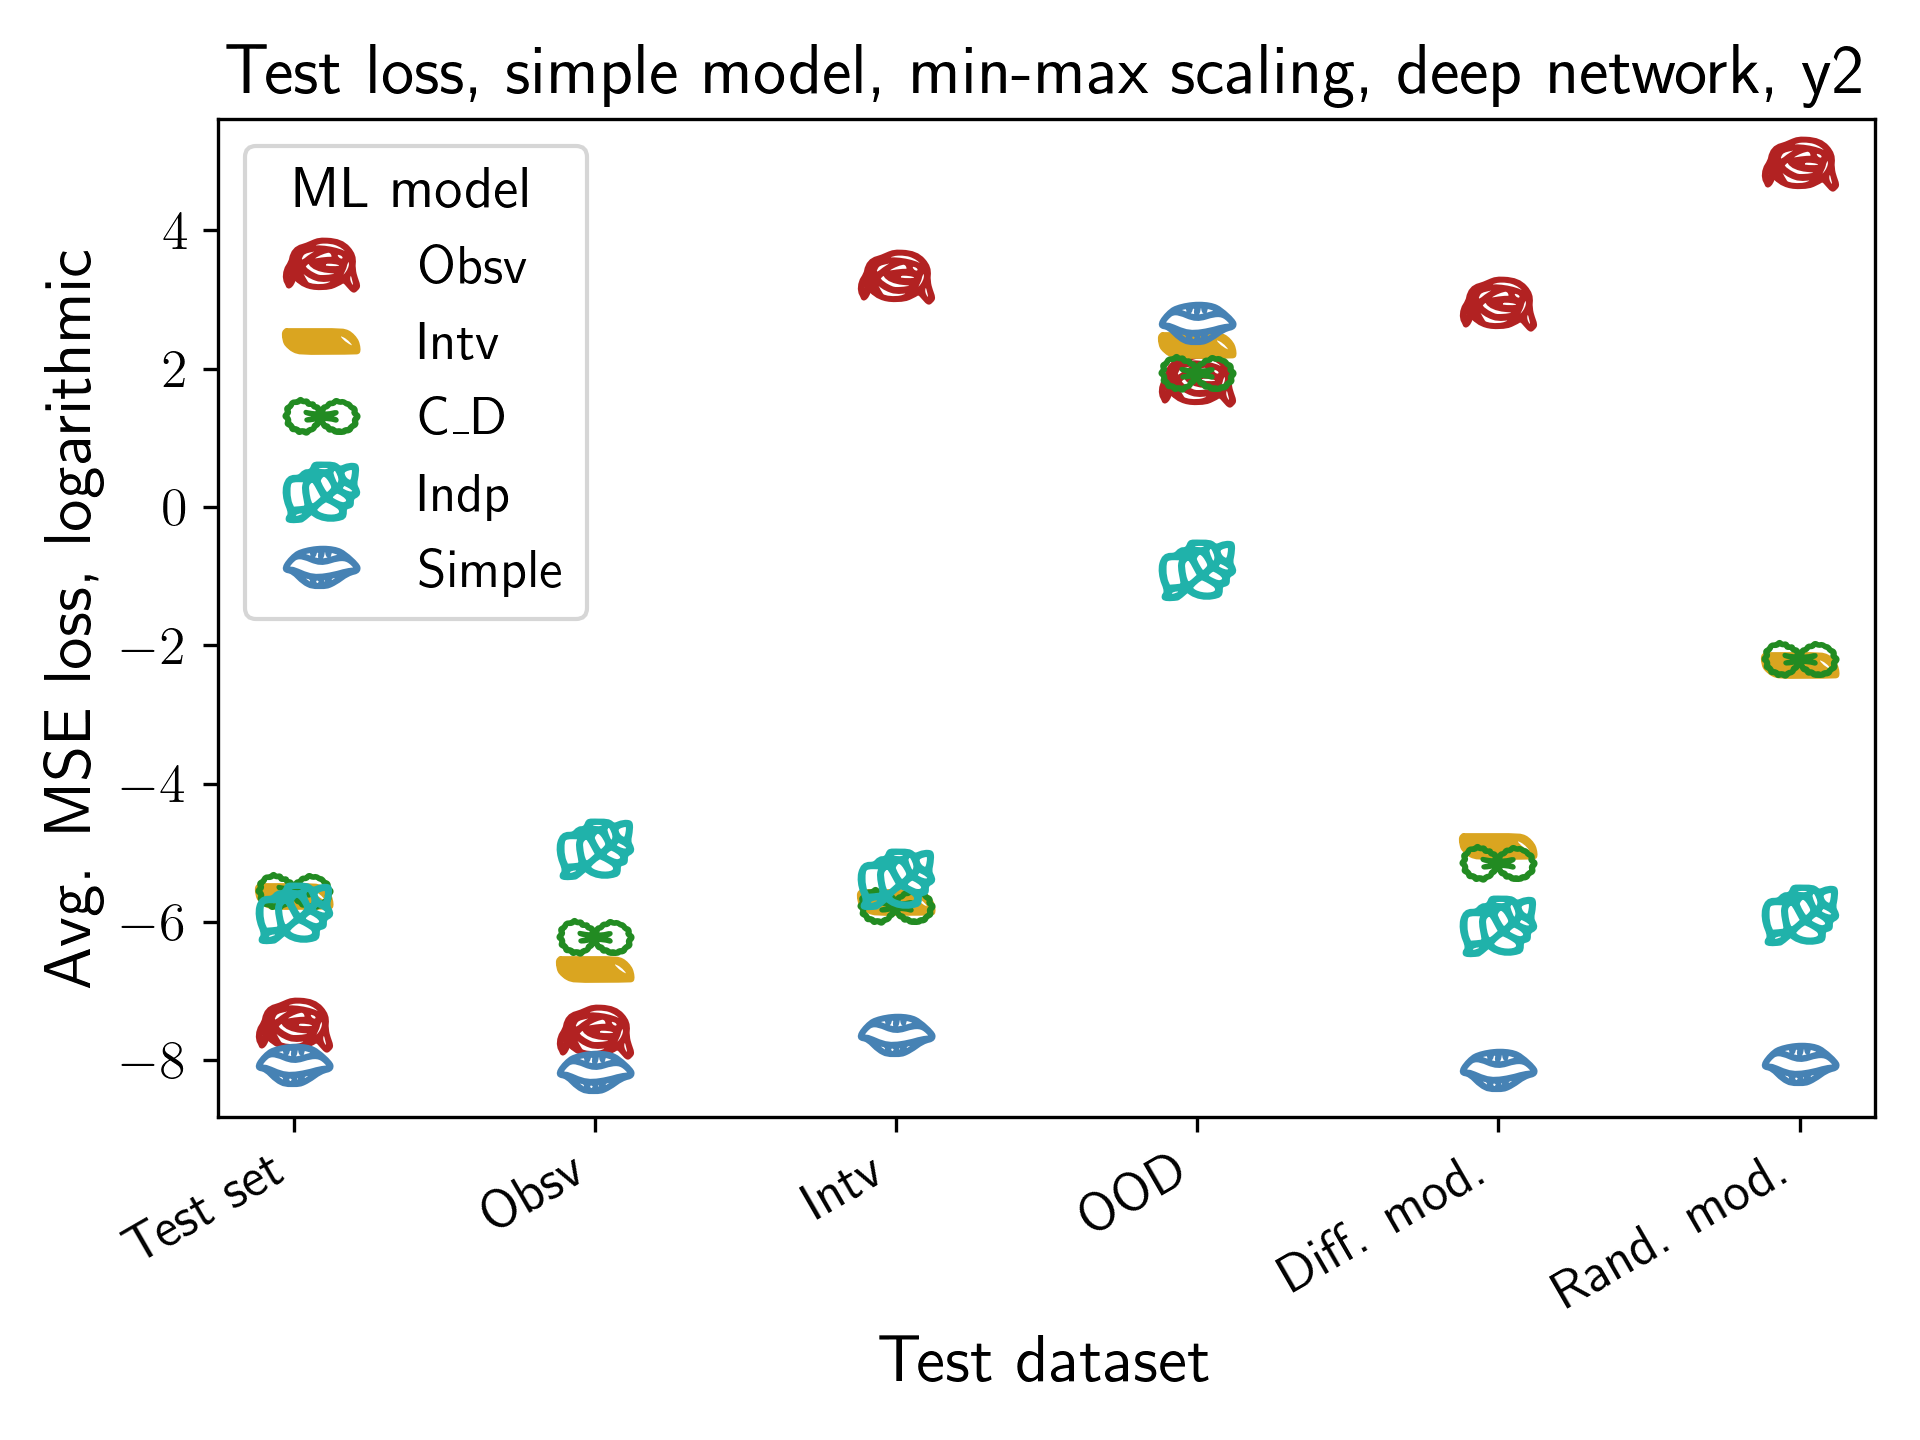 Test loss, simple model, min-max scaling, deep network, y2
ML model
Obsv
Intv
C_D
Indp
Simple
Avg. MSE loss, logarithmic
4
2
0
−2
−4
−6
−8
Test set
Obsv
Intv
OOD
Diff. mod.
Rand. mod.
Test dataset